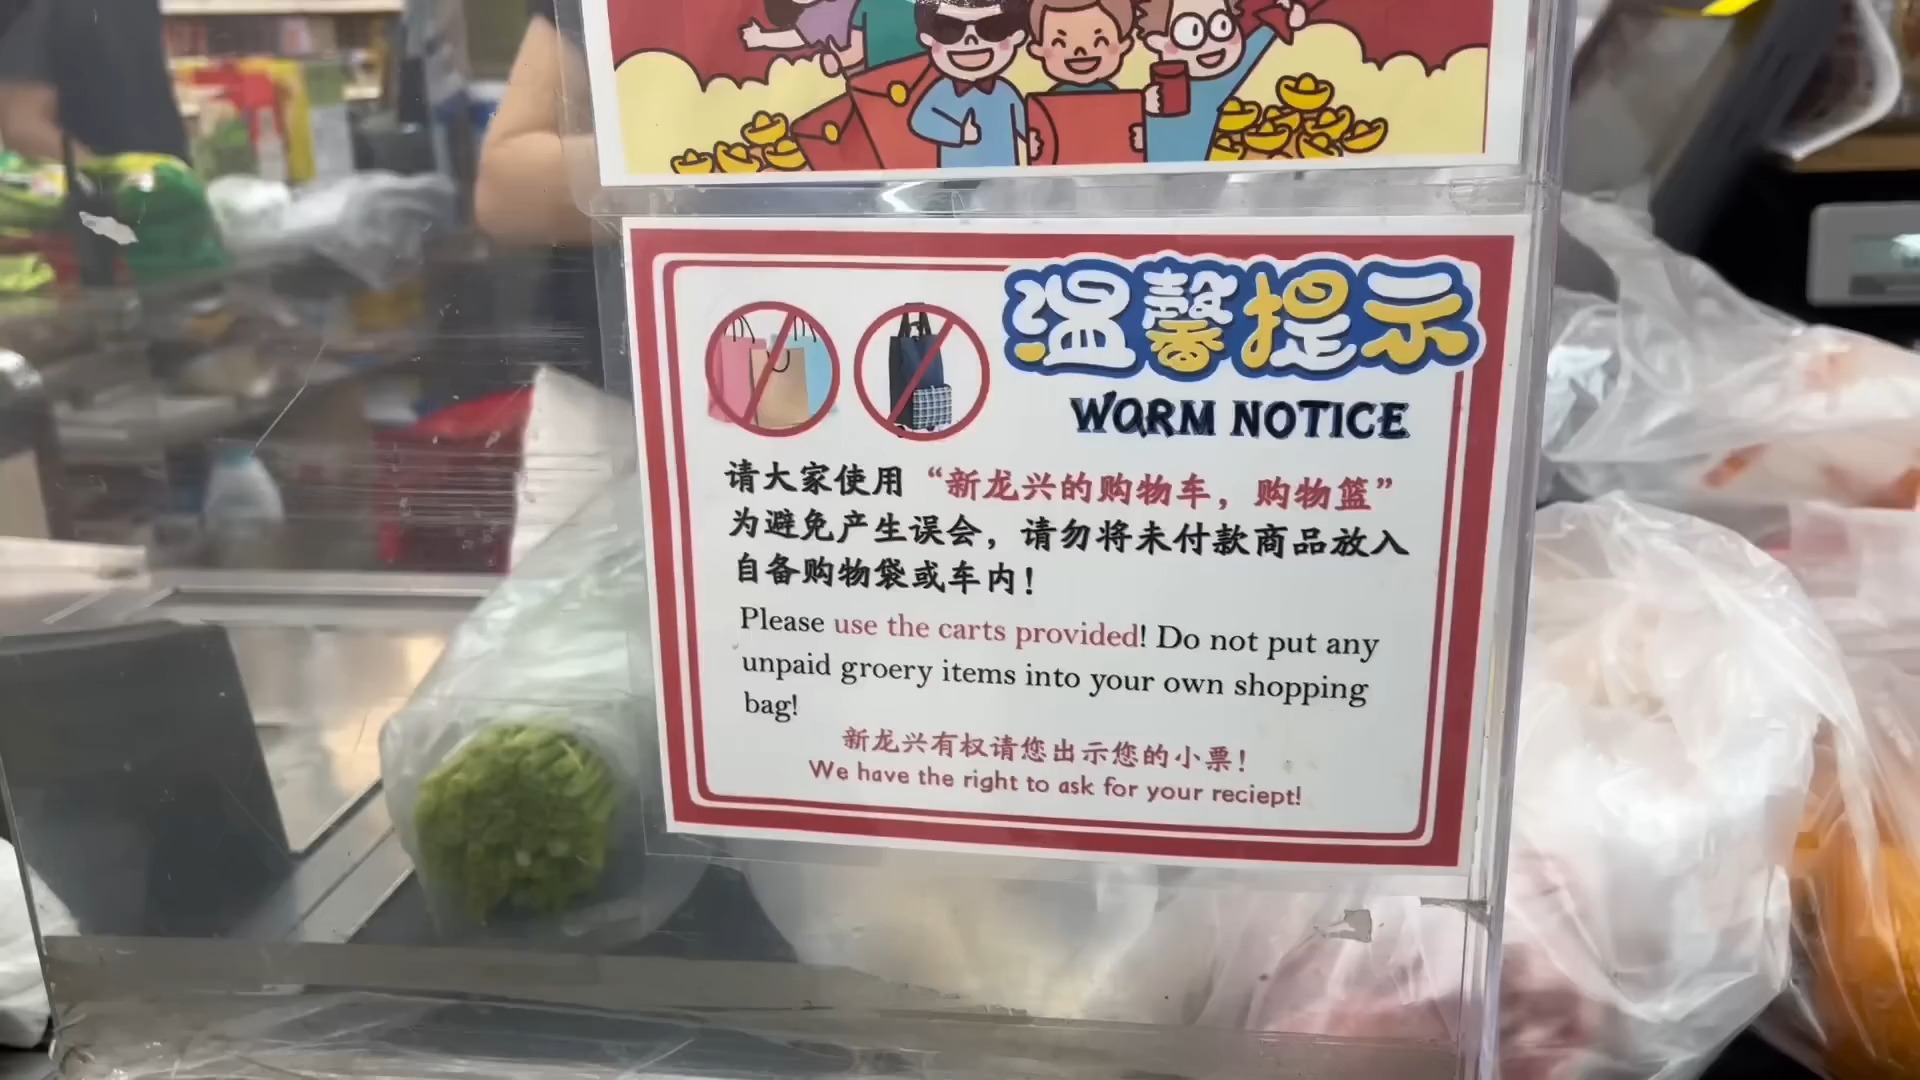 温馨提示
WARM NOTICE
请大家使用“新龙兴的购物车，购物篮”
为避免产生误会，请勿将未付款商品放入
自备购物袋或车内！
Please use the carts provided! Do not put any
unpaid groery items into your own shopping
bag!
新龙兴有权请您出示您的小票！
We have the right to ask for your reciept!